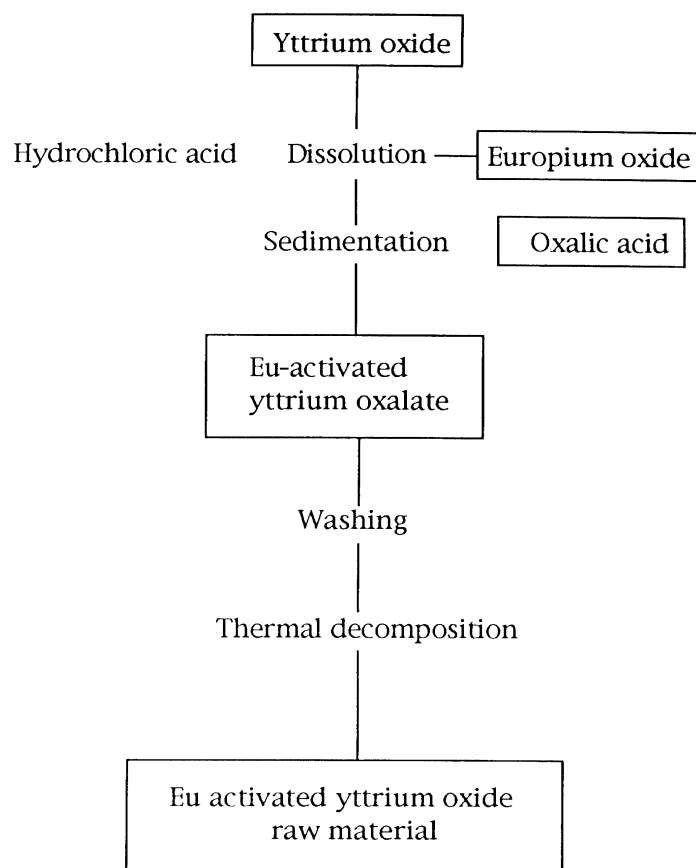 Yttrium oxide
Hydrochloric acid Dissolution Europium oxide
Sedimentation Oxalic acid
Eu-activated
yttrium oxalate
Washing
Thermal decomposition
Eu activated yttrium oxide
raw material